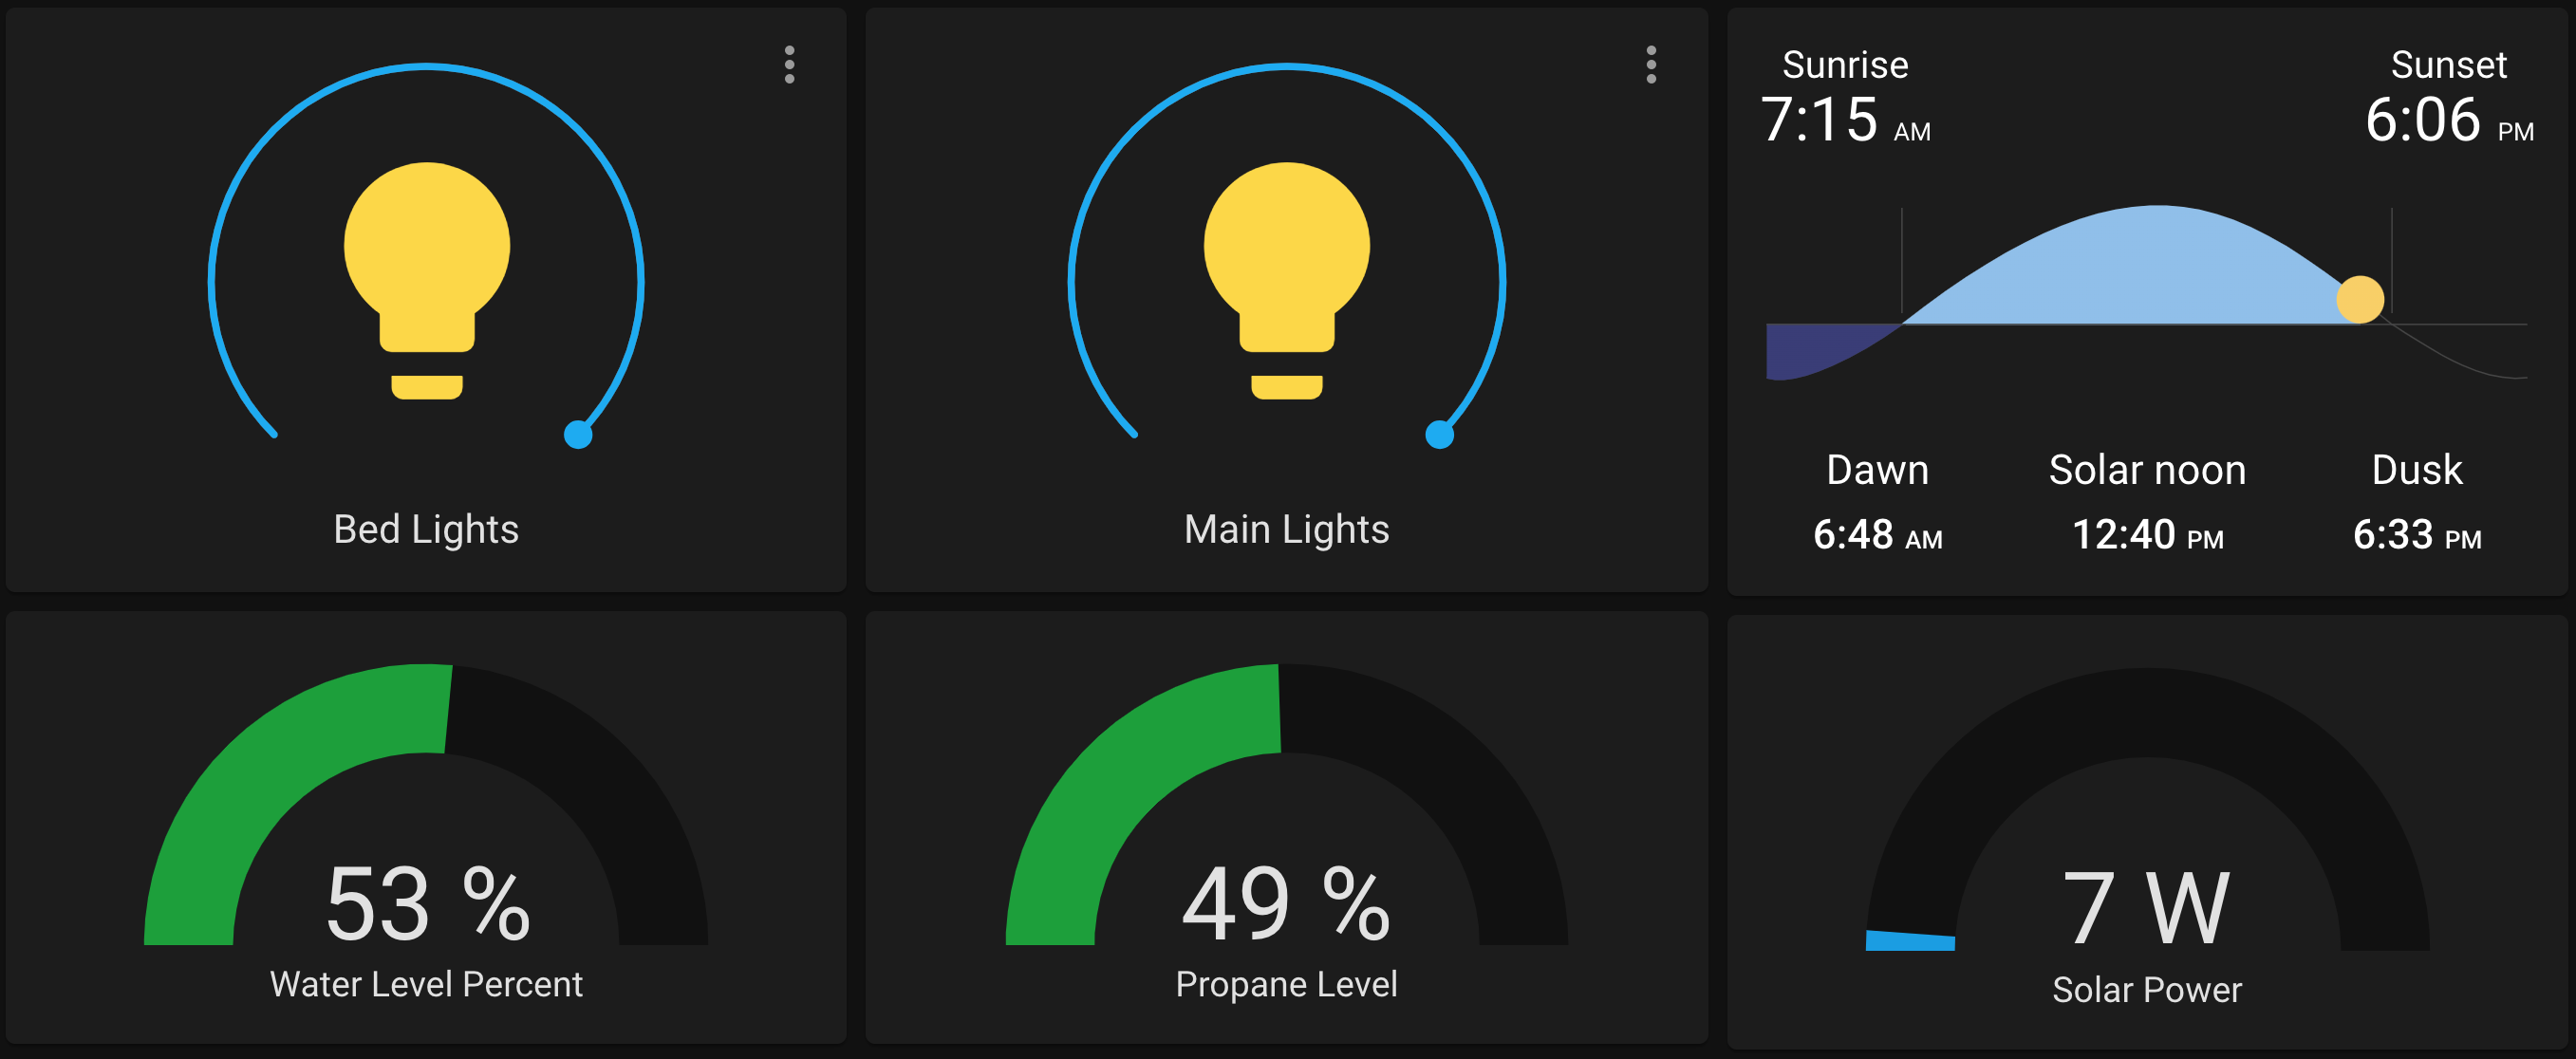 Bed Lights
Main Lights
Sunrise
7:15 AM
Sunset
6:06 PM
Dawn
6:48 AM
Solar noon
12:40 PM
Dusk
6:33 PM
53 %
Water Level Percent
49 %
Propane Level
7 W
Solar Power